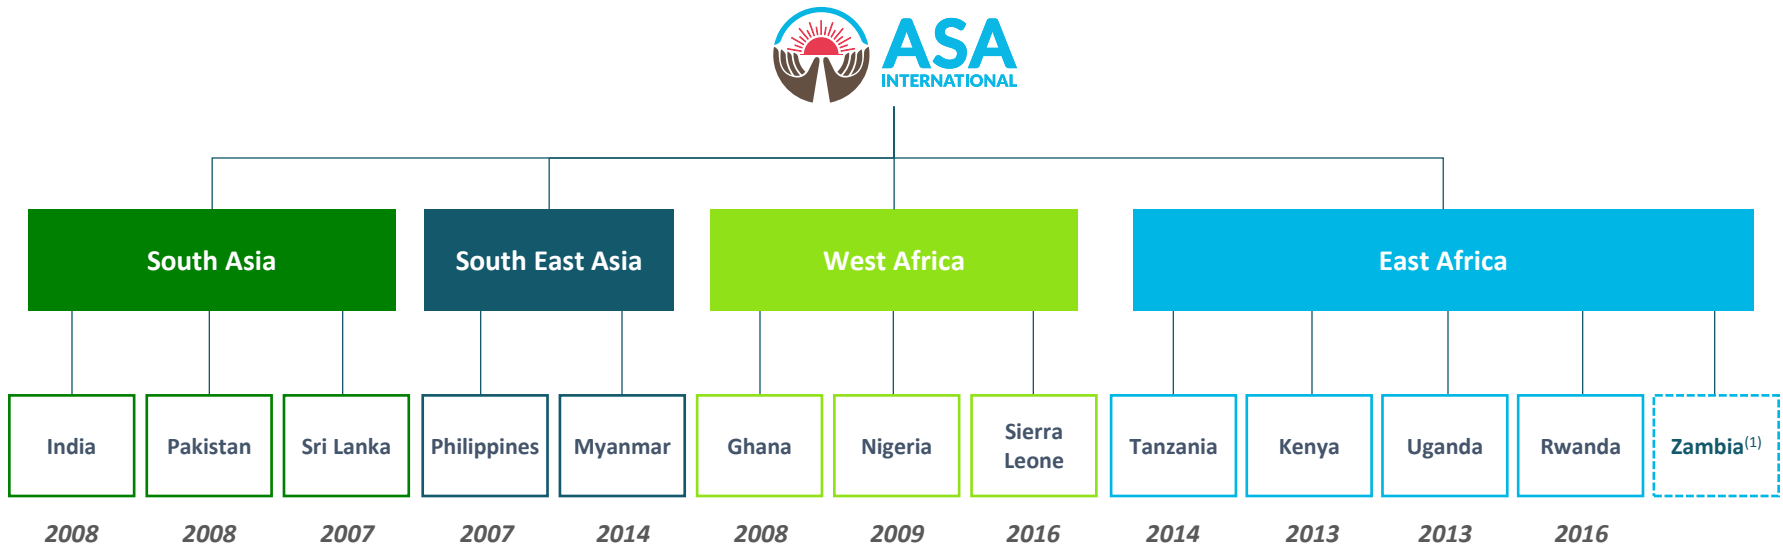 ASA
INTERNATIONAL
South Asia
South East Asia
West Africa
East Africa
India
Pakistan
Sri Lanka
Philippines
Myanmar
Ghana
Nigeria
Sierra
Leone
Tanzania
Kenya
Uganda
Rwanda
Zambia(1)
2008
2008
2007
2007
2014
2008
2009
2016
2014
2013
2013
2016